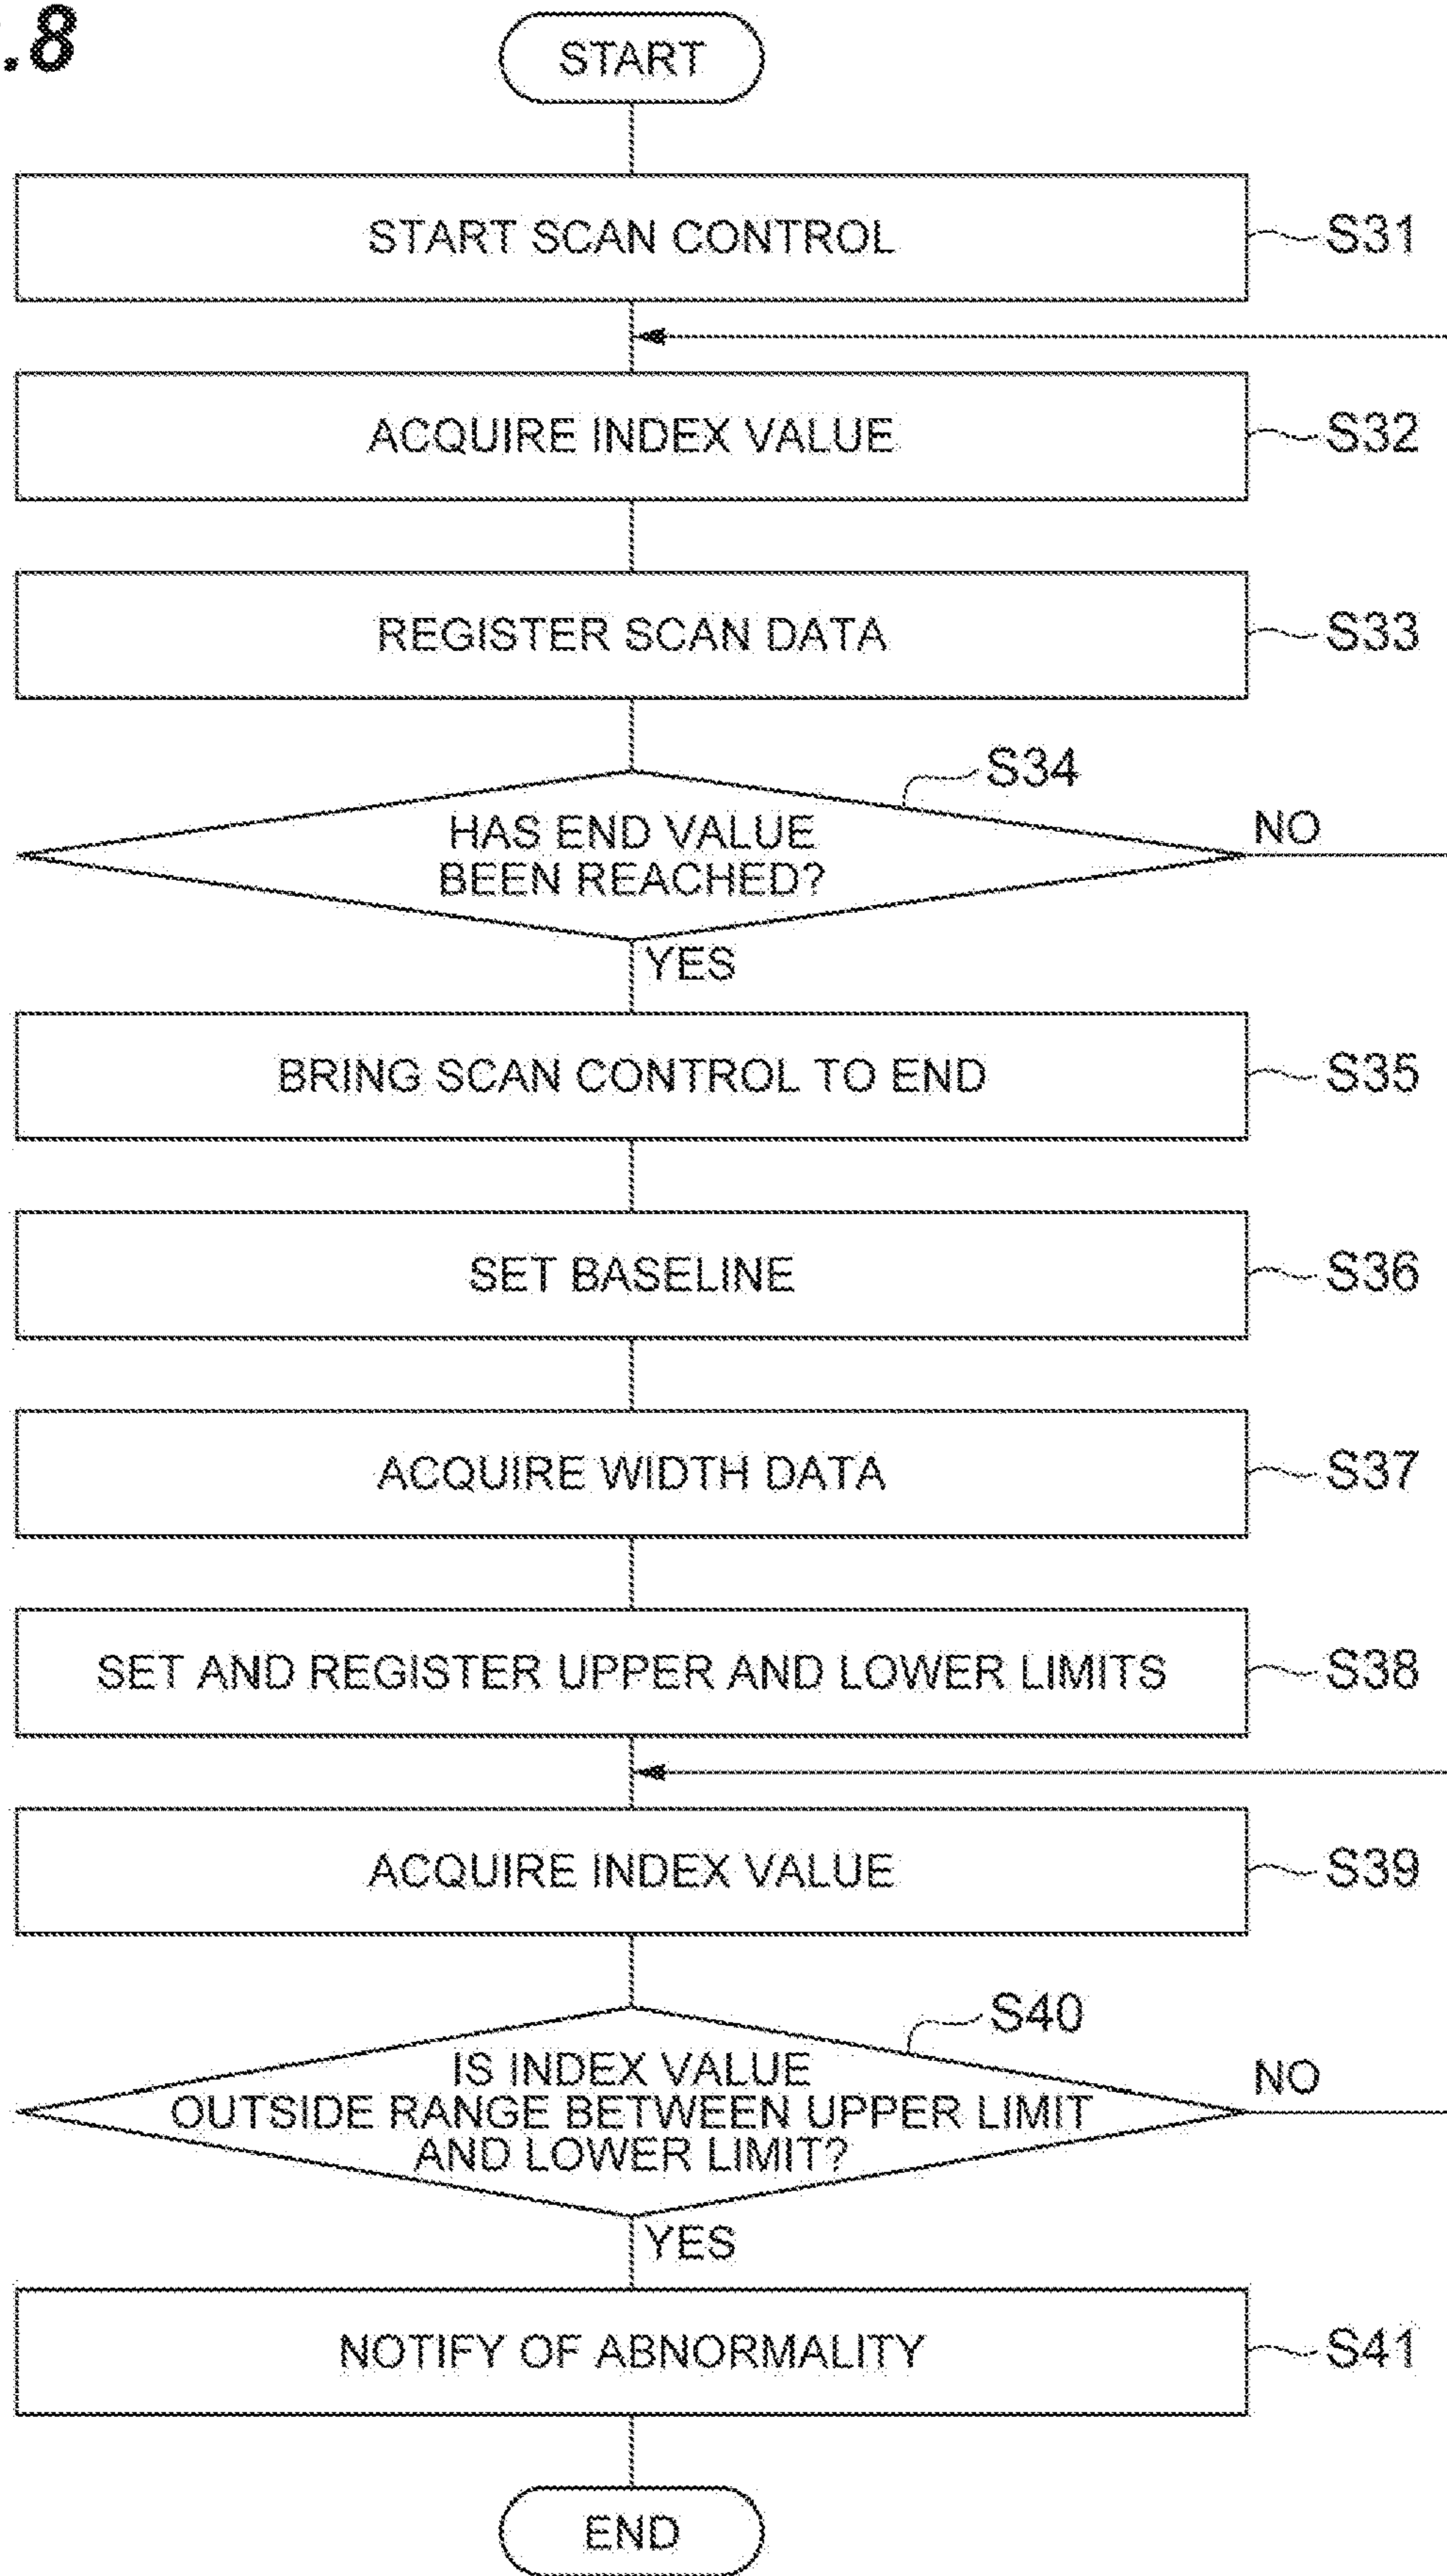 .8
START
START SCAN CONTROL
S31
ACQUIRE INDEX VALUE
S32
REGISTER SCAN DATA
S33
S34
HAS END VALUE
BEEN REACHED?
NO
YES
BRING SCAN CONTROL TO END
S35
SET BASELINE
S36
ACQUIRE WIDTH DATA
S37
SET AND REGISTER UPPER AND LOWER LIMITS
S38
ACQUIRE INDEX VALUE
S39
S40
IS INDEX VALUE
OUTSIDE RANGE BETWEEN UPPER LIMIT
AND LOWER LIMIT?
NO
YES
NOTIFY OF ABNORMALITY
S41
END